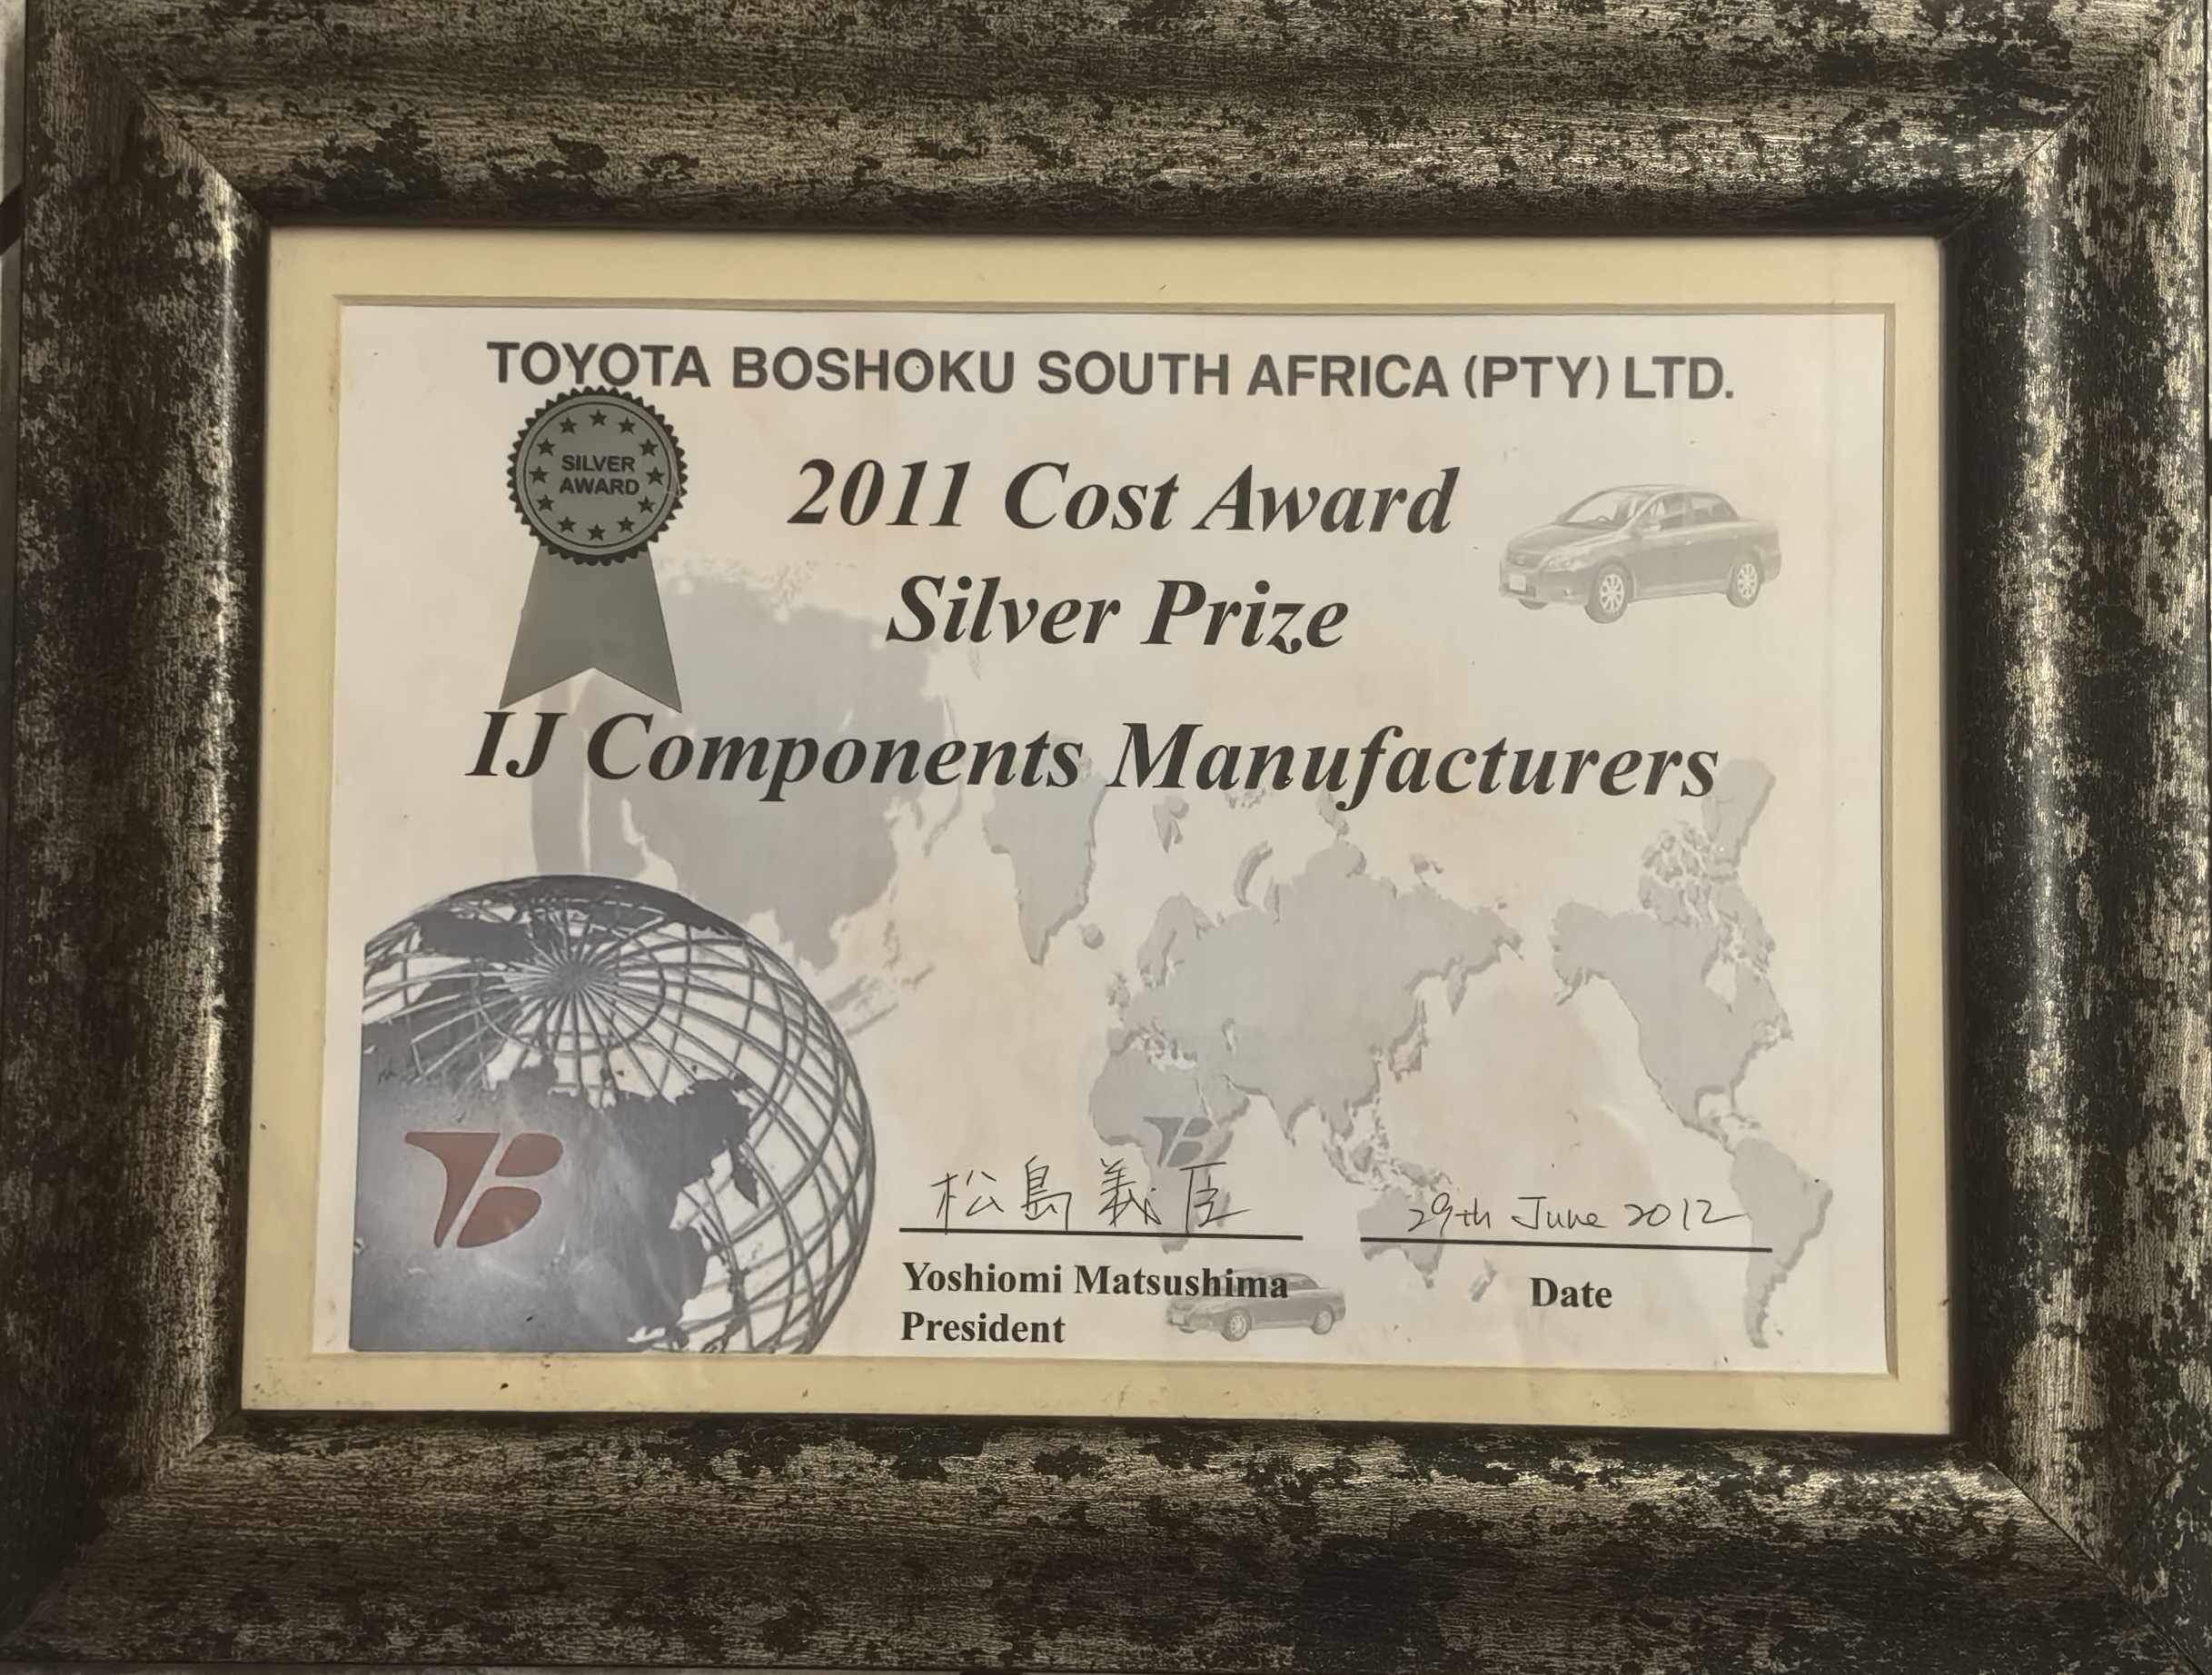 TOYOTA BOSHOKU SOUTH AFRICA (PTY) LTD.
SILVER
AWARD
2011 Cost Award
Silver Prize
IJ Components Manufacturers
TB
松島義臣
29th June 2012
Yoshiomi Matsushima
President
Date